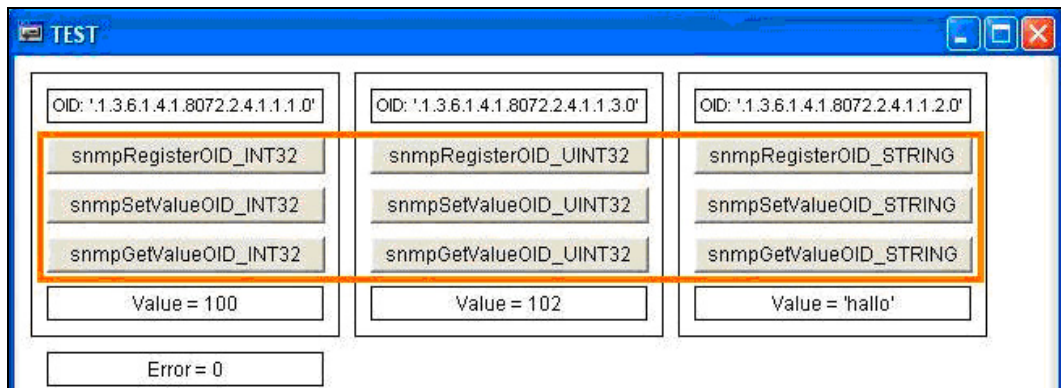 TEST
OID: '.1.3.6.1.4.1.8072.2.4.1.1.1.0'
snmpRegisterOID_INT32
snmpSetValueOID_INT32
snmpGetValueOID_INT32
Value = 100
OID: '.1.3.6.1.4.1.8072.2.4.1.1.3.0'
snmpRegisterOID_UINT32
snmpSetValueOID_UINT32
snmpGetValueOID_UINT32
Value = 102
OID: '.1.3.6.1.4.1.8072.2.4.1.1.2.0'
snmpRegisterOID_STRING
snmpSetValueOID_STRING
snmpGetValueOID_STRING
Value = 'hallo'
Error = 0